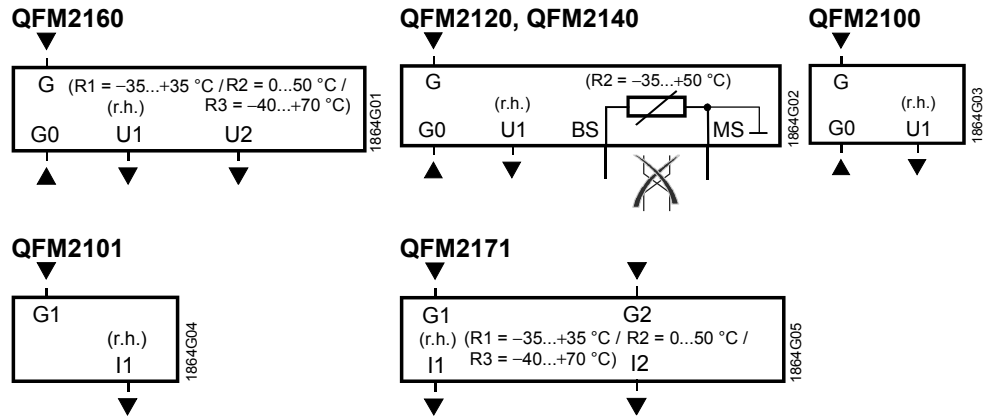 QFM2160
G (R1 = –35...+35 °C / R2 = 0...50 °C /
(r.h.) R3 = –40...+70 °C)
G0 U1 U2
1864G01
QFM2120, QFM2140
G (R2 = –35...+50 °C)
(r.h.)
G0 U1 BS MS
1864G02
QFM2100
G
(r.h.)
G0 U1
1864G03
QFM2101
G1
(r.h.)
I1
1864G04
QFM2171
G1 G2
(r.h.) (R1 = –35...+35 °C / R2 = 0...50 °C /
R3 = –40...+70 °C)
I1 I2
1864G05